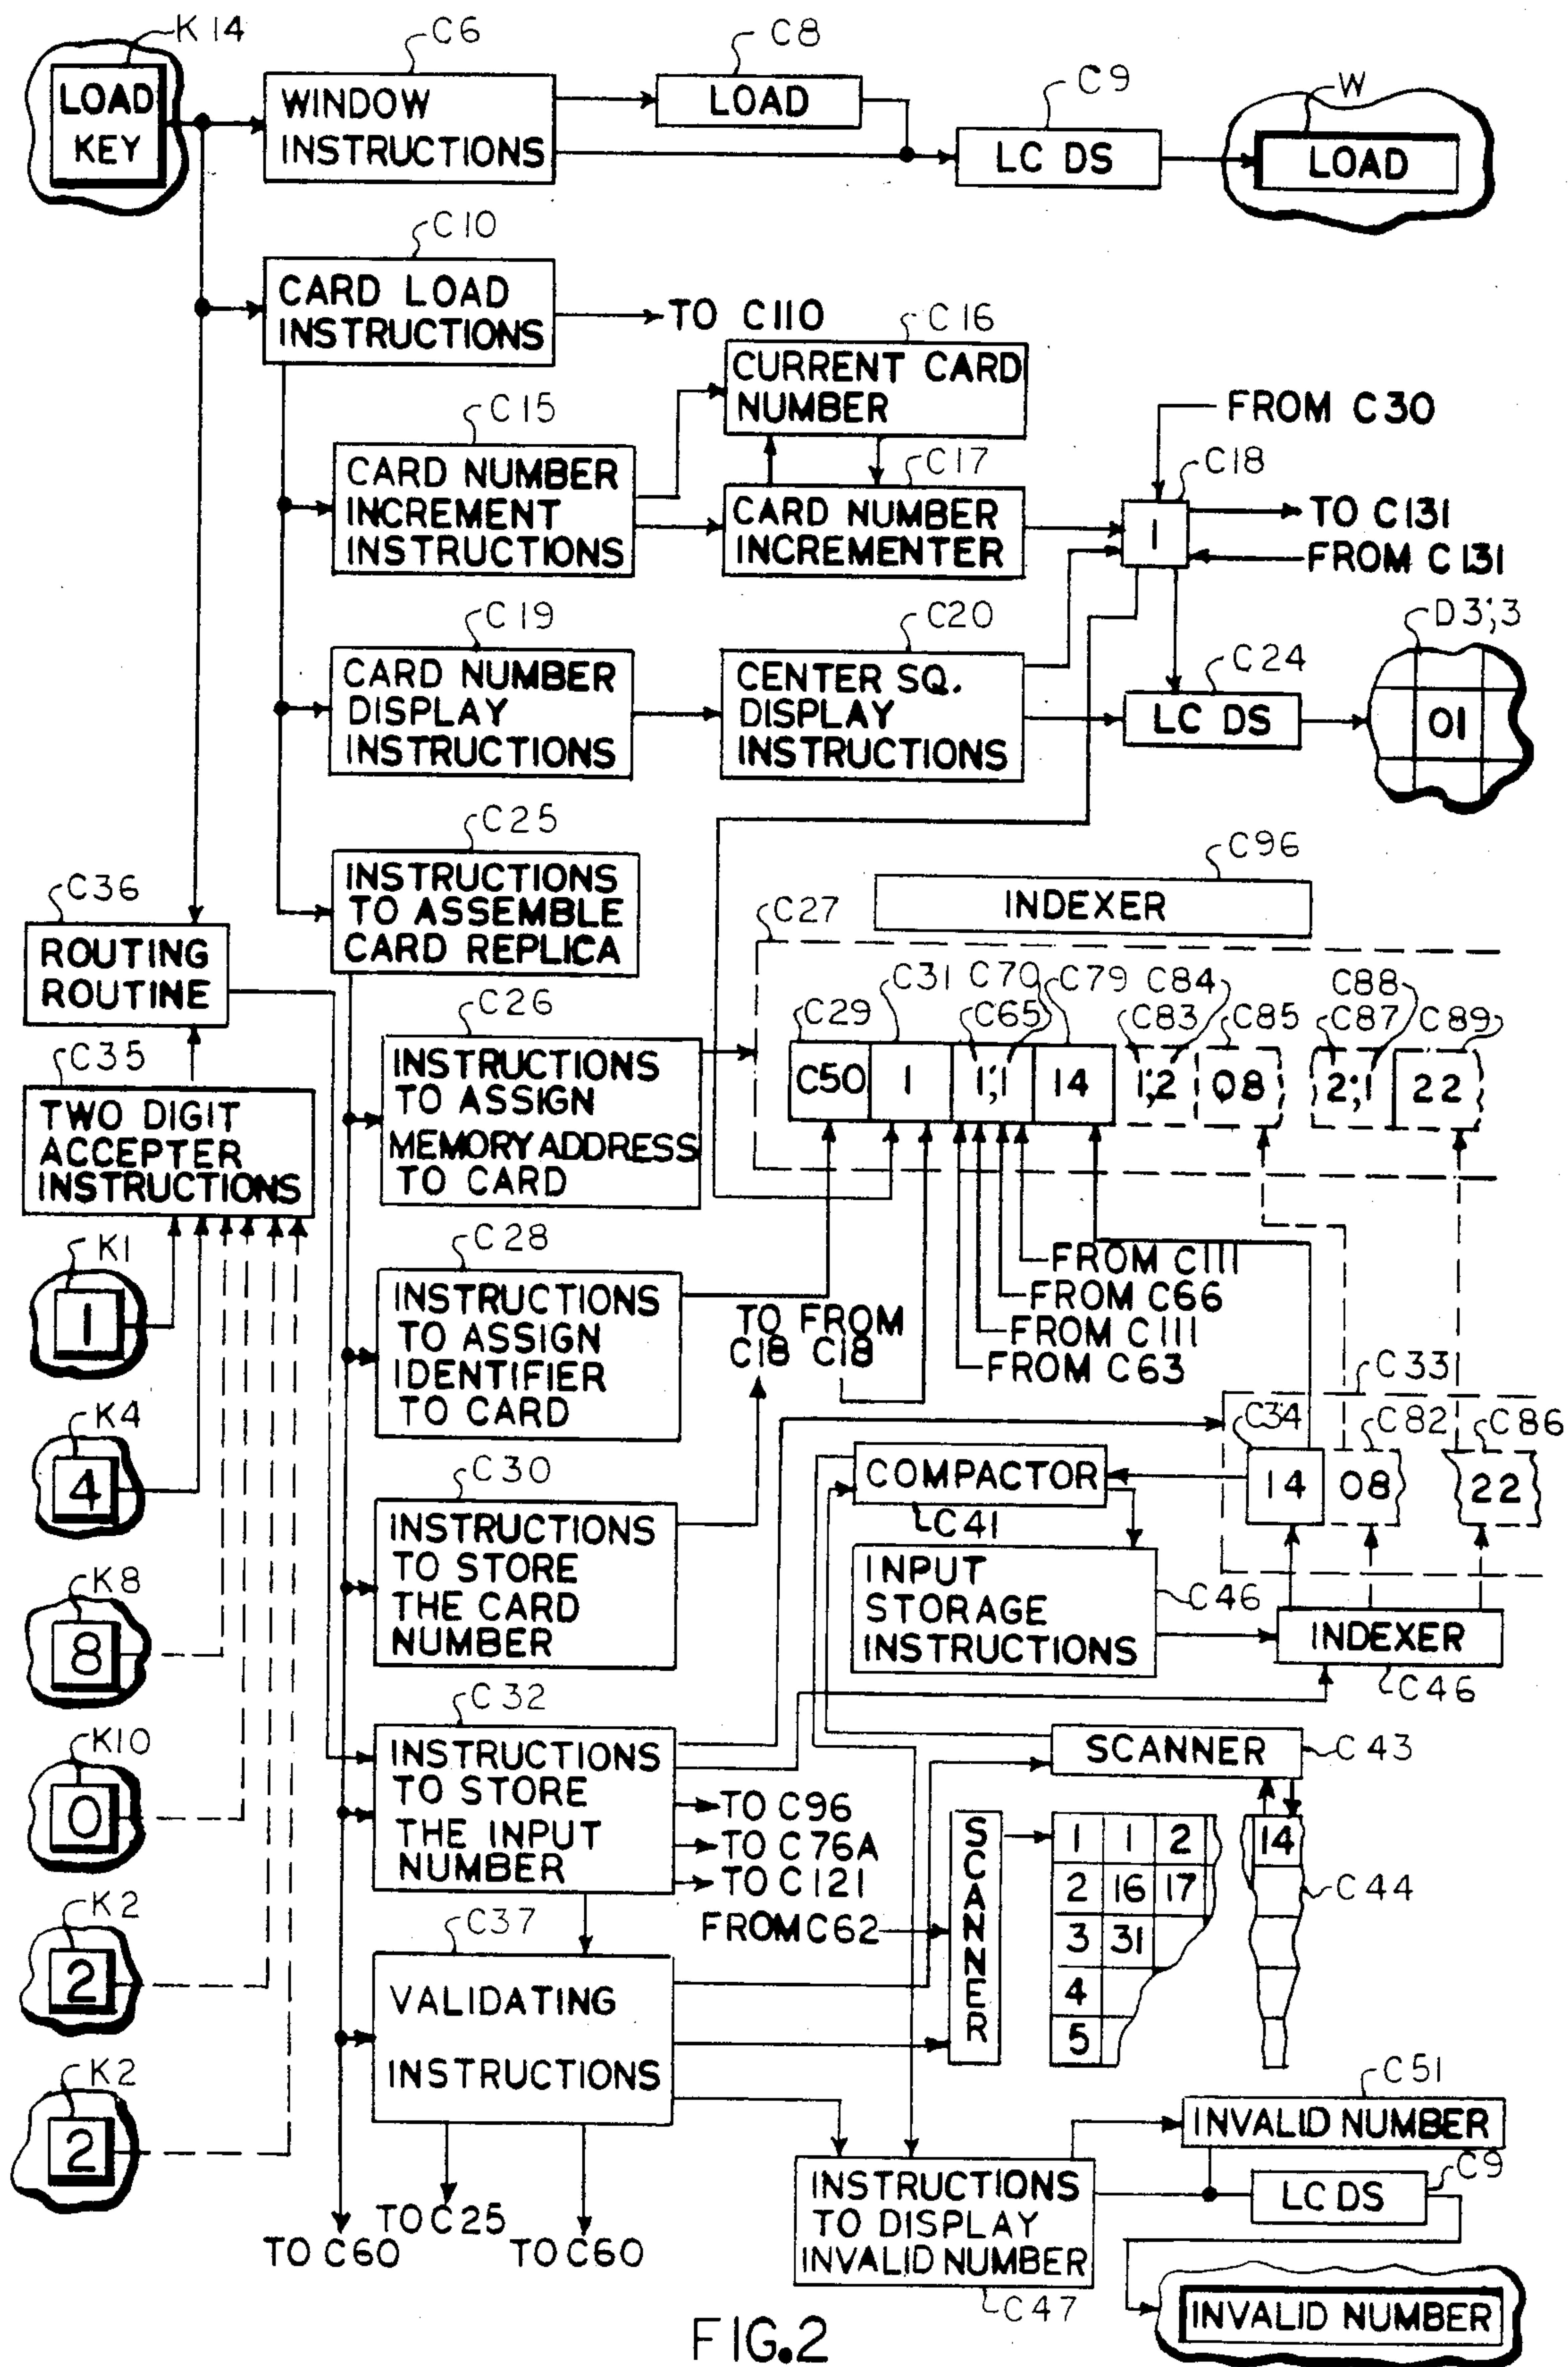 K14
C6
C8
C9
W
LOAD
KEY
WINDOW
INSTRUCTIONS
LOAD
LC DS
LOAD
C10
CARD LOAD
INSTRUCTIONS
TO C110
C16
CURRENT CARD
NUMBER
FROM C30
C15
C17
C18
CARD NUMBER
INCREMENT
INSTRUCTIONS
CARD NUMBER
INCREMENTER
1
TO C131
FROM C131
C19
C20
D3;3
C24
CARD NUMBER
DISPLAY
INSTRUCTIONS
CENTER SQ.
DISPLAY
INSTRUCTIONS
LC DS
01
C25
INSTRUCTIONS
TO ASSEMBLE
CARD REPLICA
C96
INDEXER
C36
ROUTING
ROUTINE
C27
C31 C70 C79 C84 C88
C29 C65 C83 C85 C87 C89
C50 1 1;1 14 1;2 08 2;1 22
C26
INSTRUCTIONS
TO ASSIGN
MEMORY ADDRESS
TO CARD
C35
TWO DIGIT
ACCEPTER
INSTRUCTIONS
K1
1
C28
INSTRUCTIONS
TO ASSIGN
IDENTIFIER
TO CARD
TO FROM
C18 C18
FROM C111
FROM C66
FROM C111
FROM C63
K4
4
C33
C34 C82 C86
14 08 22
COMPACTOR
C41
C30
INSTRUCTIONS
TO STORE
THE CARD
NUMBER
INPUT
STORAGE
INSTRUCTIONS
C46
INDEXER
C46
K8
8
C32
INSTRUCTIONS
TO STORE
THE INPUT
NUMBER
TO C96
TO C76A
TO C121
FROM C62
K10
0
SCANNER
C43
SCANNER
1 1 2 14
2 16 17
3 31
4
5
C44
K2
2
C37
VALIDATING
INSTRUCTIONS
K2
2
TO C60
TO C25
TO C60
C51
INVALID NUMBER
C9
LC DS
INSTRUCTIONS
TO DISPLAY
INVALID NUMBER
C47
INVALID NUMBER
FIG.2